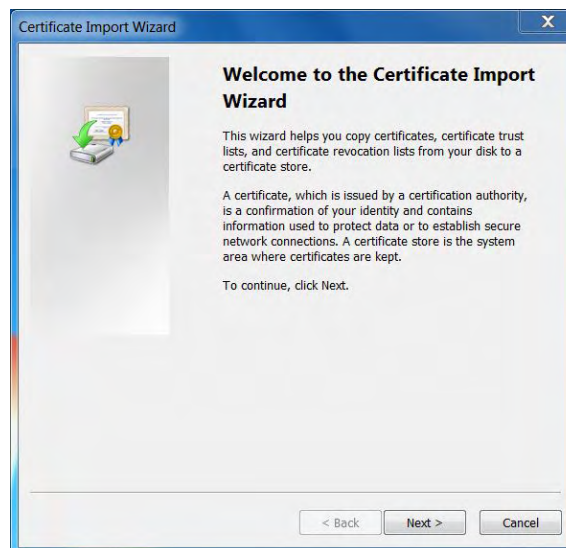 Certificate Import Wizard
X
Welcome to the Certificate Import
Wizard
This wizard helps you copy certificates, certificate trust
lists, and certificate revocation lists from your disk to a
certificate store.
A certificate, which is issued by a certification authority,
is a confirmation of your identity and contains
information used to protect data or to establish secure
network connections. A certificate store is the system
area where certificates are kept.
To continue, click Next.
< Back Next > Cancel